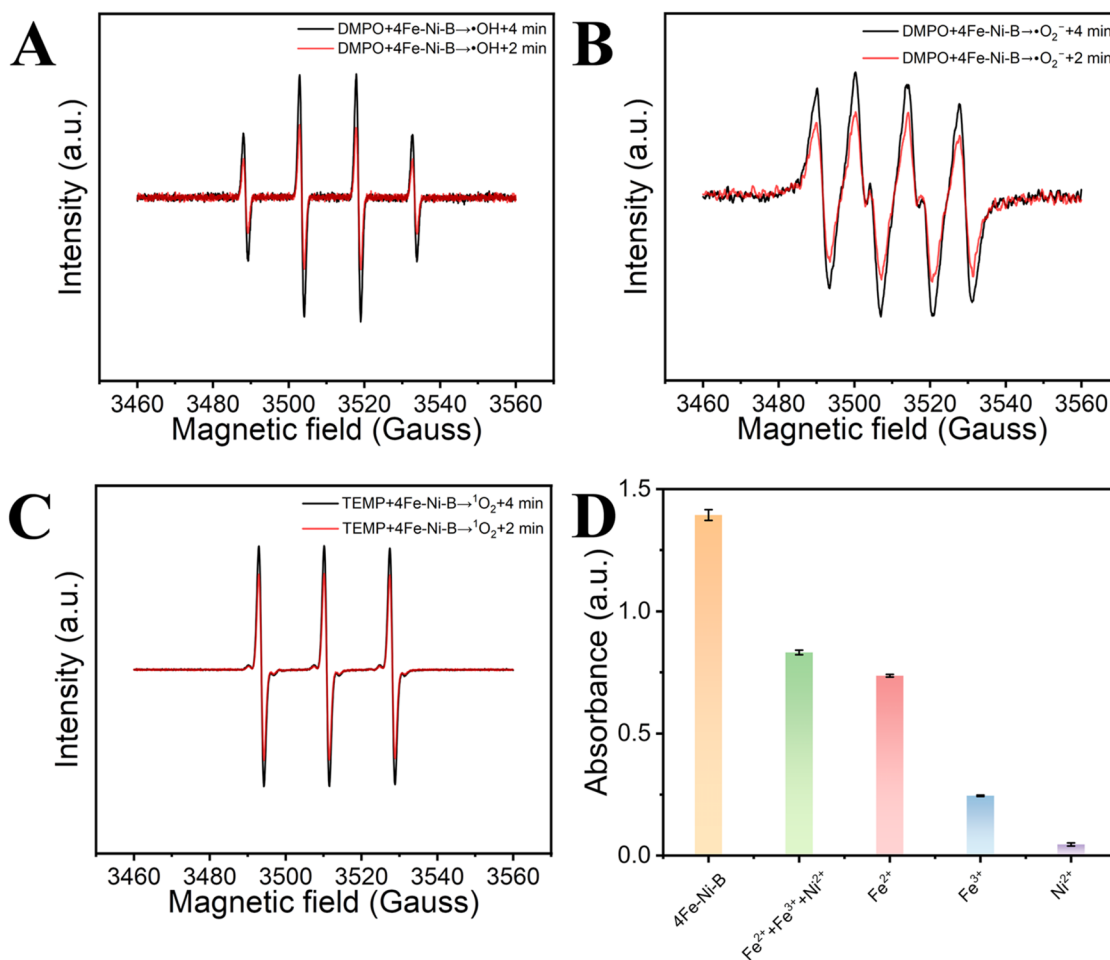 A
DMPO+4Fe-Ni-B→•OH+4 min
DMPO+4Fe-Ni-B→•OH+2 min
Intensity (a.u.)
3460 3480 3500 3520 3540 3560
Magnetic field (Gauss)
B
DMPO+4Fe-Ni-B→•O₂⁻+4 min
DMPO+4Fe-Ni-B→•O₂⁻+2 min
Intensity (a.u.)
3460 3480 3500 3520 3540 3560
Magnetic field (Gauss)
C
TEMP+4Fe-Ni-B→¹O₂+4 min
TEMP+4Fe-Ni-B→¹O₂+2 min
Intensity (a.u.)
3460 3480 3500 3520 3540 3560
Magnetic field (Gauss)
D
Absorbance (a.u.)
1.5
1.0
0.5
0.0
4Fe-Ni-B
Fe²⁺+Fe³⁺+Ni²⁺
Fe²⁺
Fe³⁺
Ni²⁺